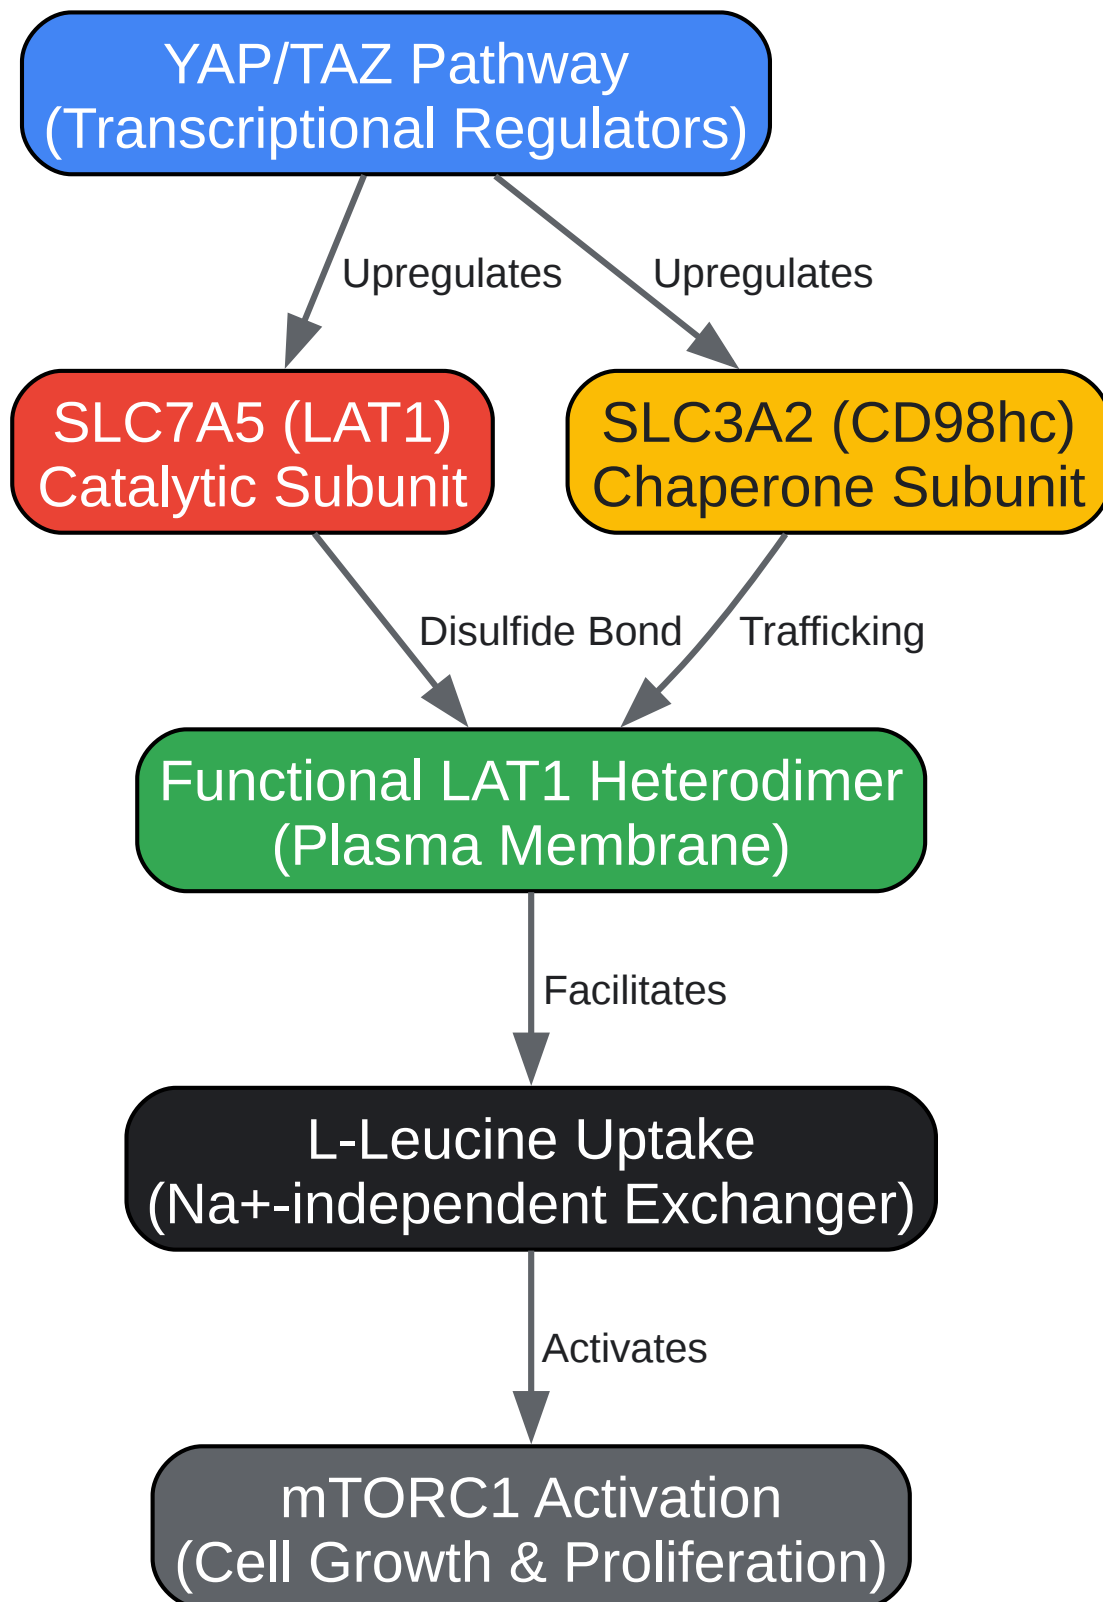 YAP/TAZ Pathway
(Transcriptional Regulators)
Upregulates
Upregulates
SLC7A5 (LAT1)
Catalytic Subunit
SLC3A2 (CD98hc)
Chaperone Subunit
Disulfide Bond
Trafficking
Functional LAT1 Heterodimer
(Plasma Membrane)
Facilitates
L-Leucine Uptake
(Na+-independent Exchanger)
Activates
mTORC1 Activation
(Cell Growth & Proliferation)